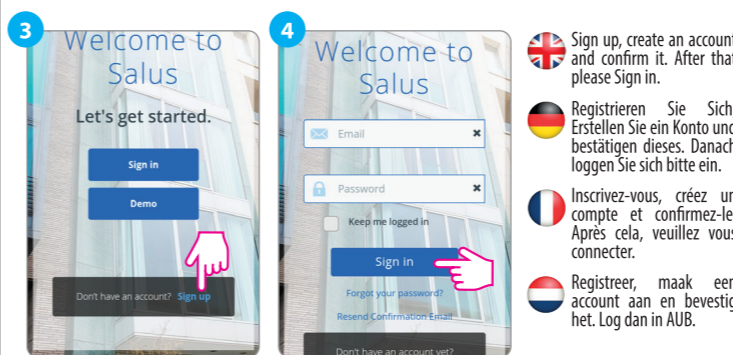 3
Welcome to
Salus
Let's get started.
Sign in
Demo
Don't have an account? Sign up
4
Welcome to
Salus
Email
Password
Keep me logged in
Sign in
Forgot your password?
Resend Confirmation Email
Don't have an account yet?
Sign up, create an account
and confirm it. After that
please Sign in.
Registrieren Sie Sich
Erstellen Sie ein Konto und
bestätigen dieses. Danach
loggen Sie sich bitte ein.
Inscrivez-vous, créez un
compte et confirmez-le
Après cela, veuillez vous
connecter.
Registreer, maak een
account aan en bevestig
het. Log dan in AUB.